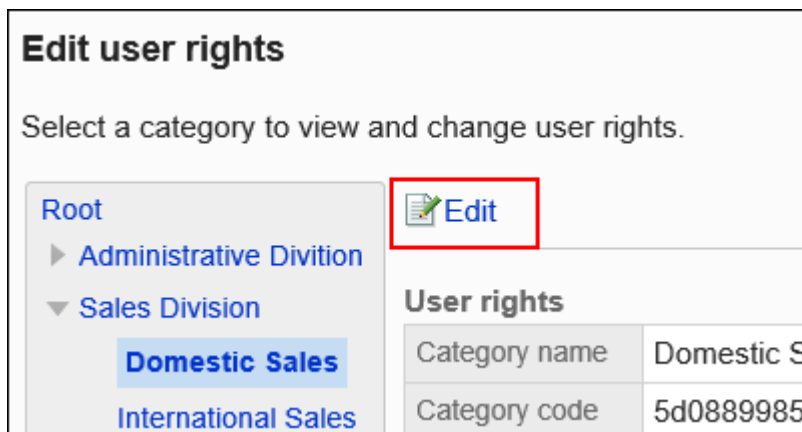 Edit user rights
Select a category to view and change user rights.
Root
Administrative Divition
Sales Division
Domestic Sales
International Sales
Edit
User rights
Category name Domestic
Category code 5d0889985